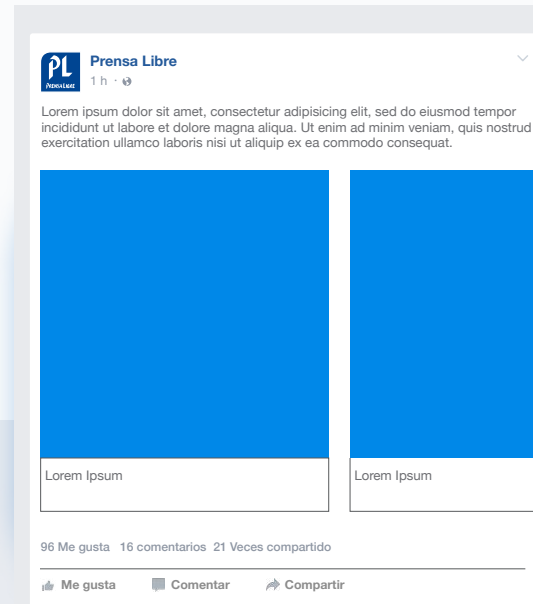 PL
PRENSA LIBRE
Prensa Libre
1 h ·
Lorem ipsum dolor sit amet, consectetur adipisicing elit, sed do eiusmod tempor
incididunt ut labore et dolore magna aliqua. Ut enim ad minim veniam, quis nostrud
exercitation ullamco laboris nisi ut aliquip ex ea commodo consequat.
Lorem Ipsum
Lorem Ipsum
96 Me gusta 16 comentarios 21 Veces compartido
Me gusta Comentar Compartir